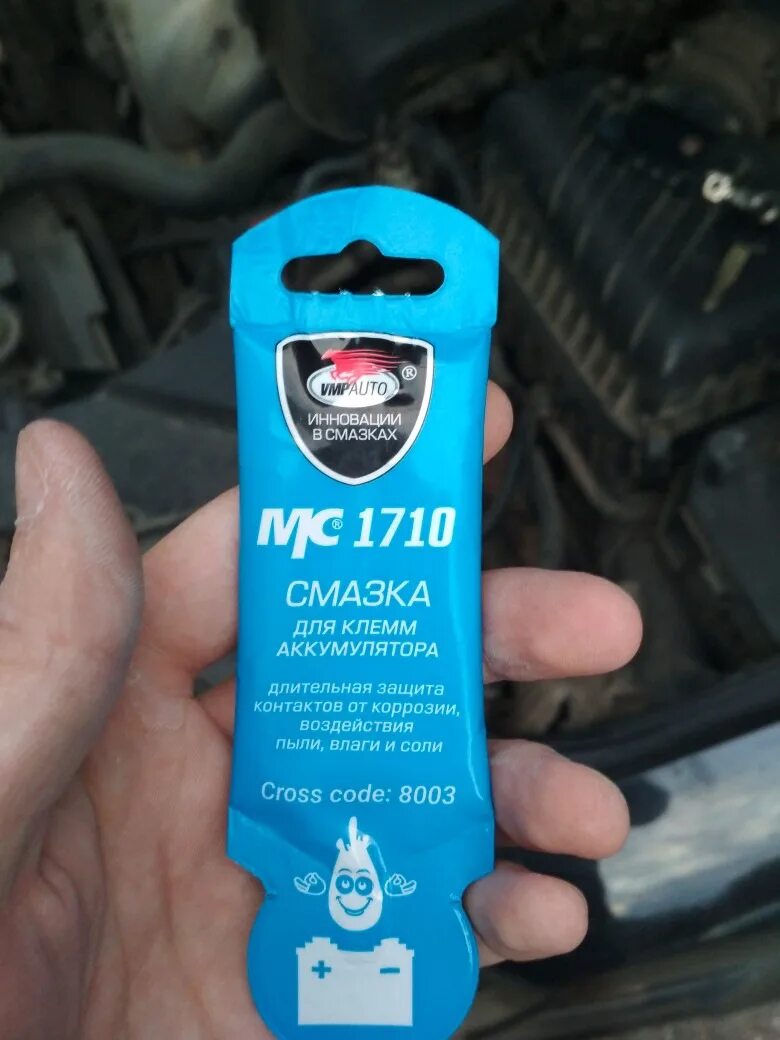 VMPAUTO ®
ИННОВАЦИИ
В СМАЗКАХ
МС® 1710
СМАЗКА
ДЛЯ КЛЕММ
АККУМУЛЯТОРА
длительная защита
контактов от коррозии,
воздействия
пыли, влаги и соли
Cross code: 8003
+ -